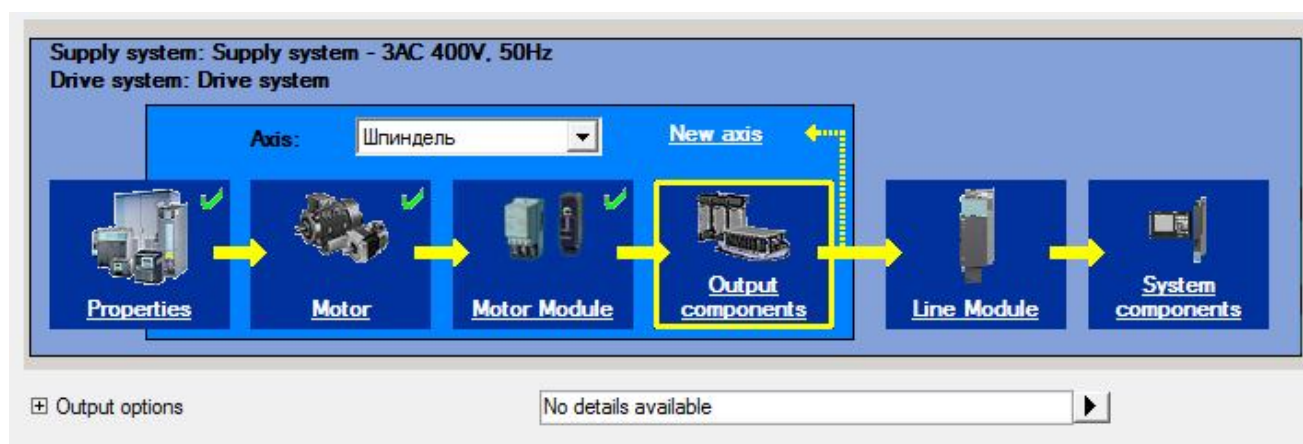 Supply system: Supply system - 3AC 400V, 50Hz
Drive system: Drive system
Axis: Шпиндель New axis
Properties Motor Motor Module Output components Line Module System components
Output options No details available